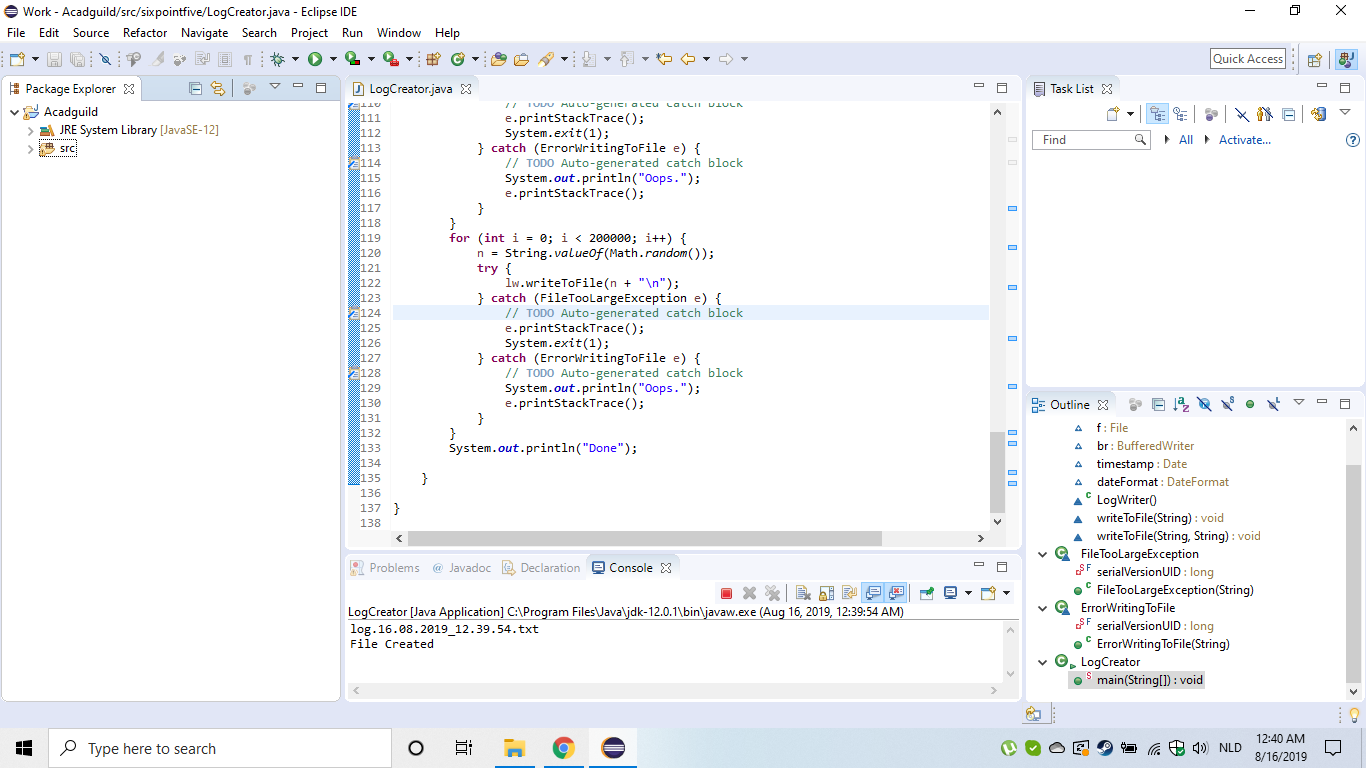 Work - Acadguild/src/sixpointfive/LogCreator.java - Eclipse IDE
File Edit Source Refactor Navigate Search Project Run Window Help
Quick Access
Package Explorer
Acadguild
JRE System Library [JavaSE-12]
src
LogCreator.java
110 // TODO Auto-generated catch block
111 e.printStackTrace();
112 System.exit(1);
113 } catch (ErrorWritingToFile e) {
114 // TODO Auto-generated catch block
115 System.out.println("Oops.");
116 e.printStackTrace();
117 }
118 }
119 for (int i = 0; i < 200000; i++) {
120 n = String.valueOf(Math.random());
121 try {
122 lw.writeToFile(n + "\n");
123 } catch (FileTooLargeException e) {
124 // TODO Auto-generated catch block
125 e.printStackTrace();
126 System.exit(1);
127 } catch (ErrorWritingToFile e) {
128 // TODO Auto-generated catch block
129 System.out.println("Oops.");
130 e.printStackTrace();
131 }
132 }
133 System.out.println("Done");
134
135 }
136
137 }
138
Problems @ Javadoc Declaration Console
LogCreator [Java Application] C:\Program Files\Java\jdk-12.0.1\bin\javaw.exe (Aug 16, 2019, 12:39:54 AM)
log.16.08.2019_12.39.54.txt
File Created
Task List
Find All Activate...
Outline
f : File
br : BufferedWriter
timestamp : Date
dateFormat : DateFormat
LogWriter()
writeToFile(String) : void
writeToFile(String, String) : void
FileTooLargeException
serialVersionUID : long
FileTooLargeException(String)
ErrorWritingToFile
serialVersionUID : long
ErrorWritingToFile(String)
LogCreator
main(String[]) : void
Type here to search
NLD
12:40 AM
8/16/2019